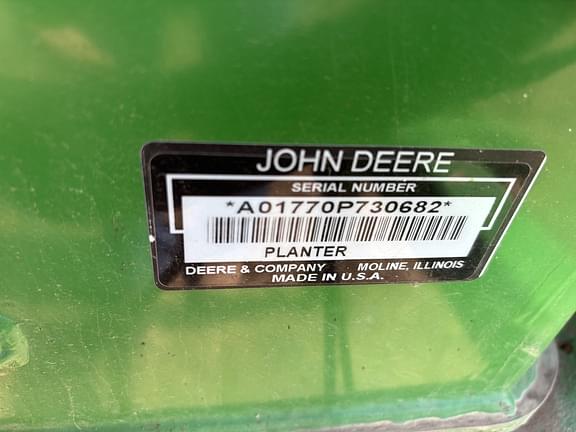 JOHN DEERE
SERIAL NUMBER
*A01770P730682*
PLANTER
DEERE & COMPANY MOLINE, ILLINOIS
MADE IN U.S.A.